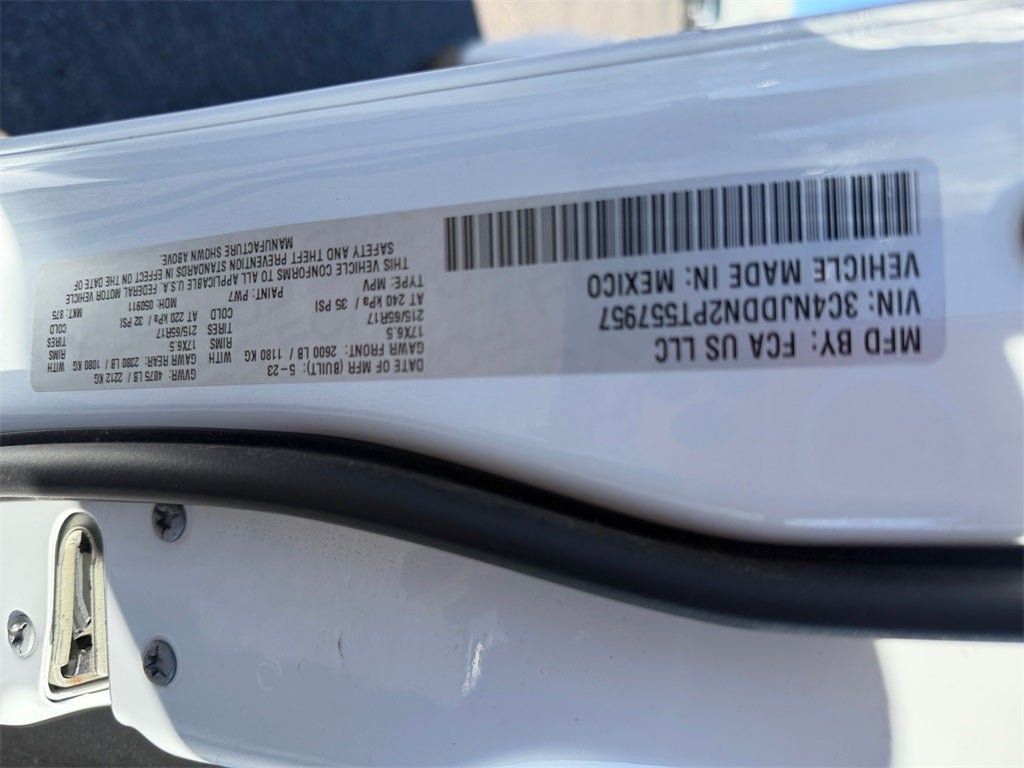 MFD BY: FCA US LLC
VIN: 3C4NJDDN2PT557957
VEHICLE MADE IN: MEXICO
DATE OF MFR (BUILT): 5-23 GVWR: 4875 LB / 2212 KG
GAWR FRONT: 2600 LB / 1180 KG GAWR REAR: 2380 LB / 1080 KG WITH
17X6.5 RIMS 17X6.5 RIMS
215/65R17 TIRES 215/65R17 TIRES
AT 240 kPa / 35 PSI COLD AT 220 kPa / 32 PSI COLD
TYPE: MPV PAINT: PW7 MDH: 050911 MKT: 875
THIS VEHICLE CONFORMS TO ALL APPLICABLE U.S.A. FEDERAL MOTOR VEHICLE
SAFETY AND THEFT PREVENTION STANDARDS IN EFFECT ON THE DATE OF
MANUFACTURE SHOWN ABOVE.